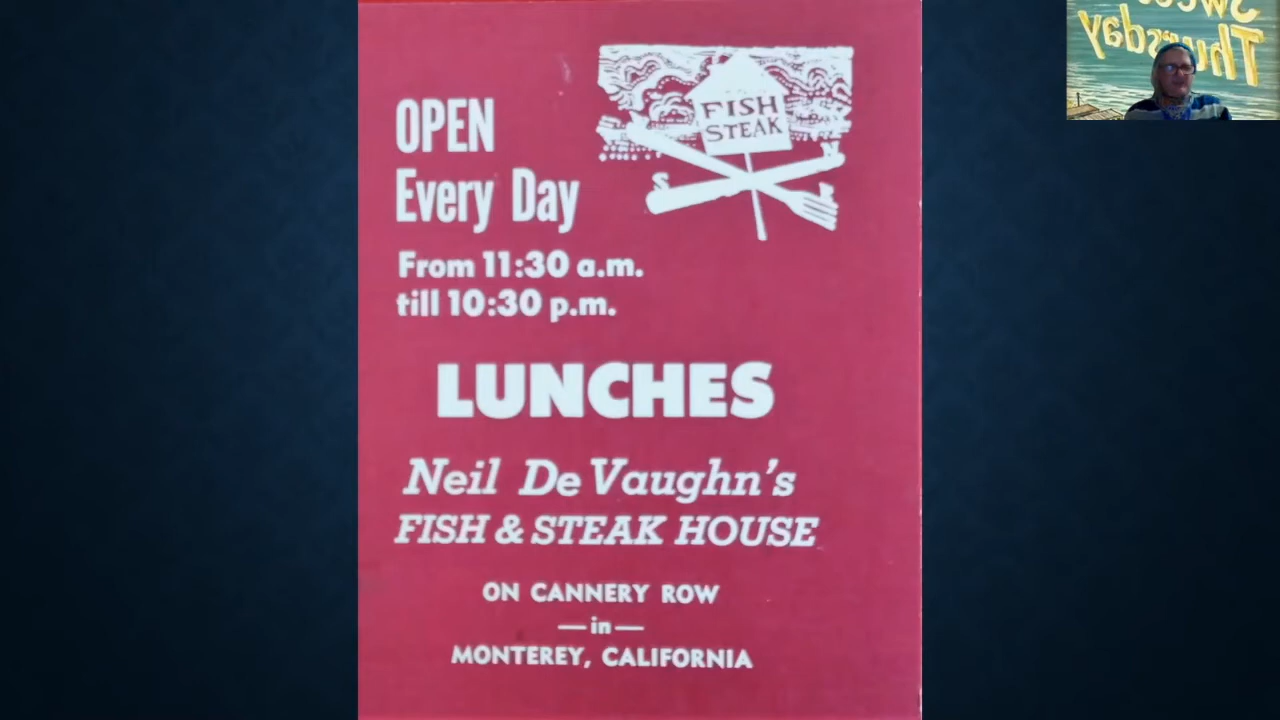 OPEN
Every Day
From 11:30 a.m.
till 10:30 p.m.
FISH
STEAK
N
S
LUNCHES
Neil De Vaughn's
FISH & STEAK HOUSE
ON CANNERY ROW
—in—
MONTEREY, CALIFORNIA
Sweet
Thursday